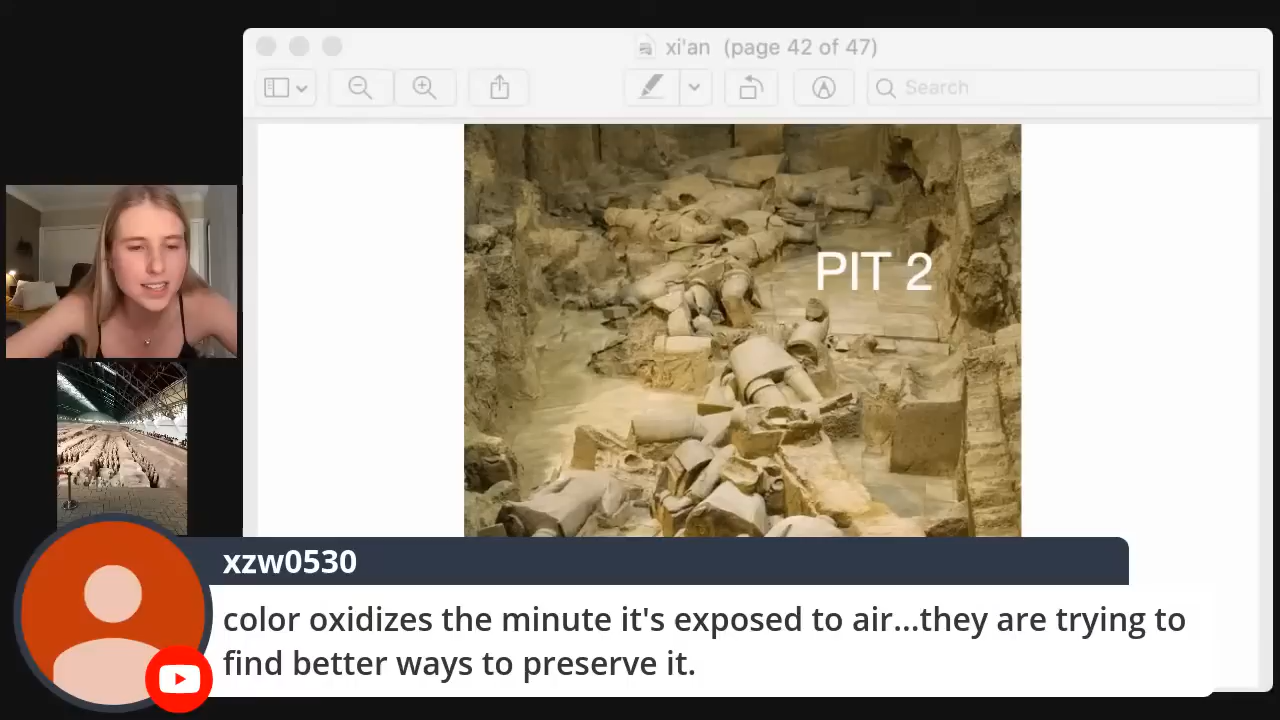 xi'an (page 42 of 47)
Search
PIT 2
xzw0530
color oxidizes the minute it's exposed to air...they are trying to
find better ways to preserve it.